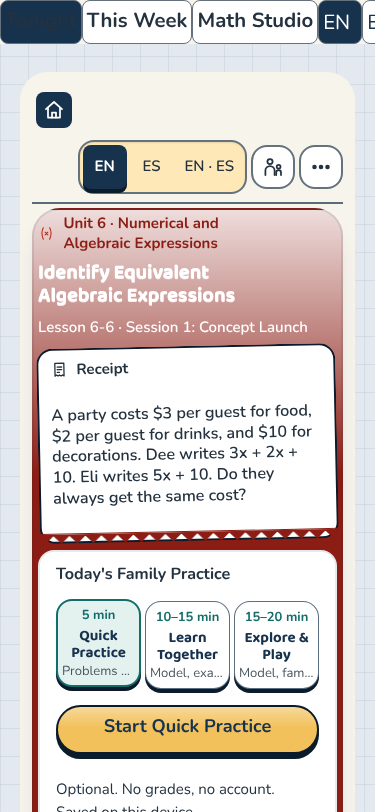 Tonight This Week Math Studio EN
EN ES EN · ES
Unit 6 · Numerical and
Algebraic Expressions
Identify Equivalent
Algebraic Expressions
Lesson 6-6 · Session 1: Concept Launch
Receipt
A party costs $3 per guest for food,
$2 per guest for drinks, and $10 for
decorations. Dee writes 3x + 2x +
10. Eli writes 5x + 10. Do they
always get the same cost?
Today's Family Practice
5 min 10–15 min 15–20 min
Quick Learn Explore &
Practice Together Play
Problems ... Model, exa... Model, fam...
Start Quick Practice
Optional. No grades, no account.
Saved on this device